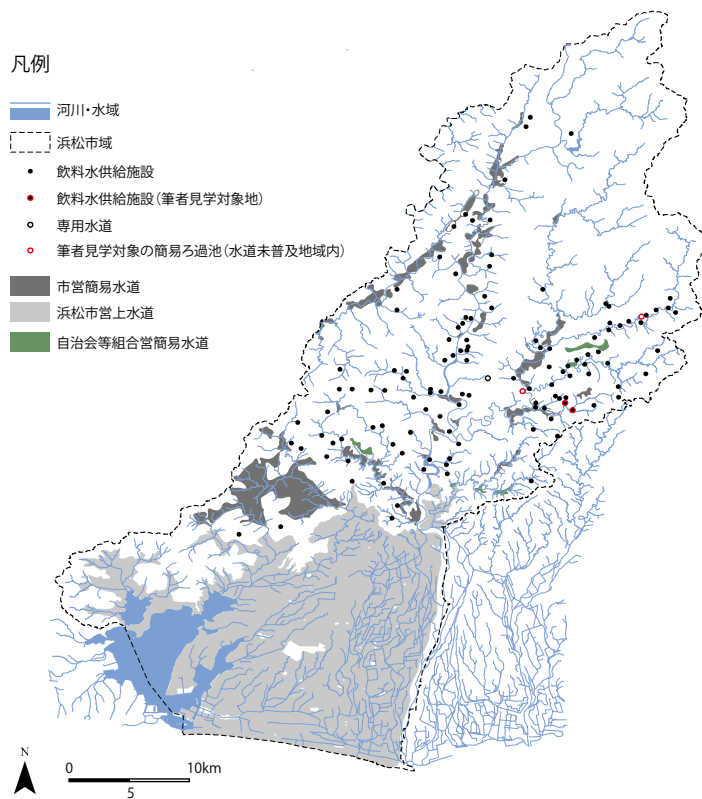 凡例
河川・水域
浜松市域
飲料水供給施設
飲料水供給施設（筆者見学対象地）
専用水道
筆者見学対象の簡易ろ過池（水道未普及地域内）
市営簡易水道
浜松市営上水道
自治会等組合営簡易水道
N
0 10km
5